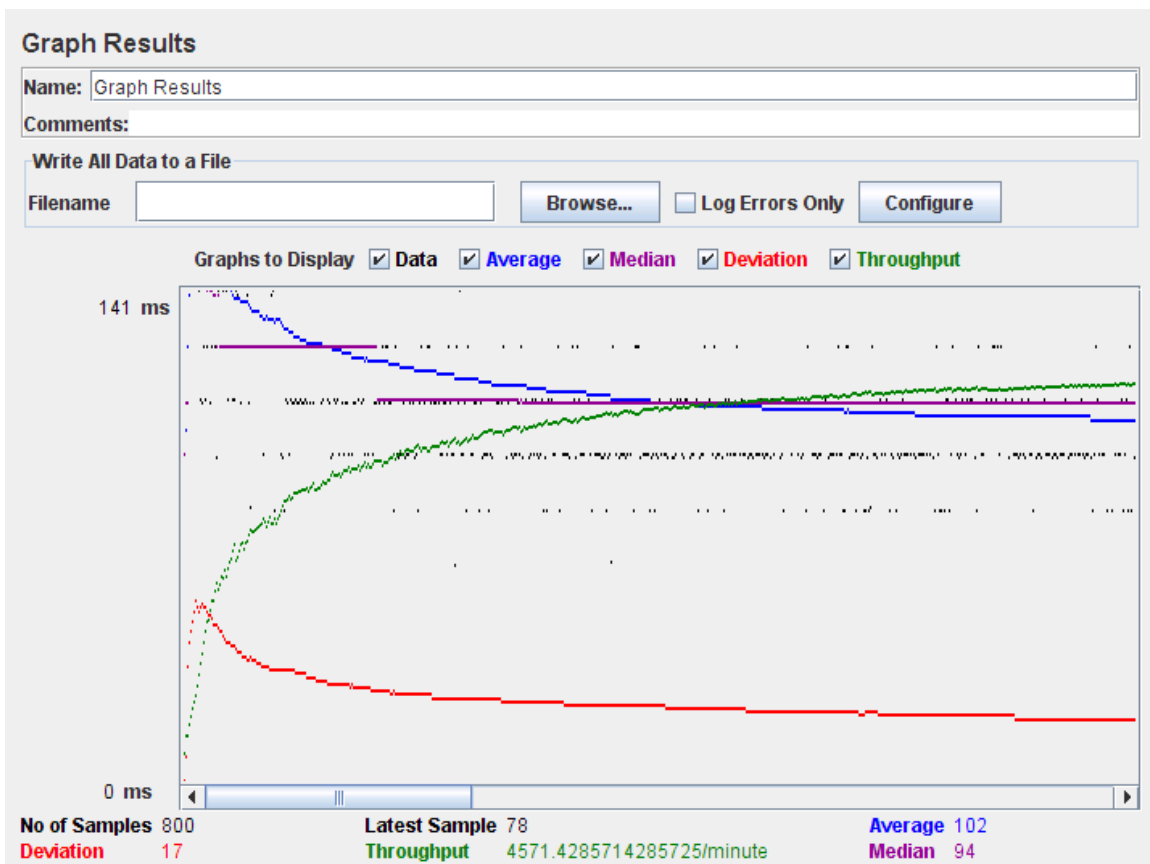 Graph Results
Name: Graph Results
Comments:
Write All Data to a File
Filename Browse... Log Errors Only Configure
Graphs to Display Data Average Median Deviation Throughput
141 ms
0 ms
No of Samples 800 Latest Sample 78 Average 102
Deviation 17 Throughput 4571.4285714285725/minute Median 94